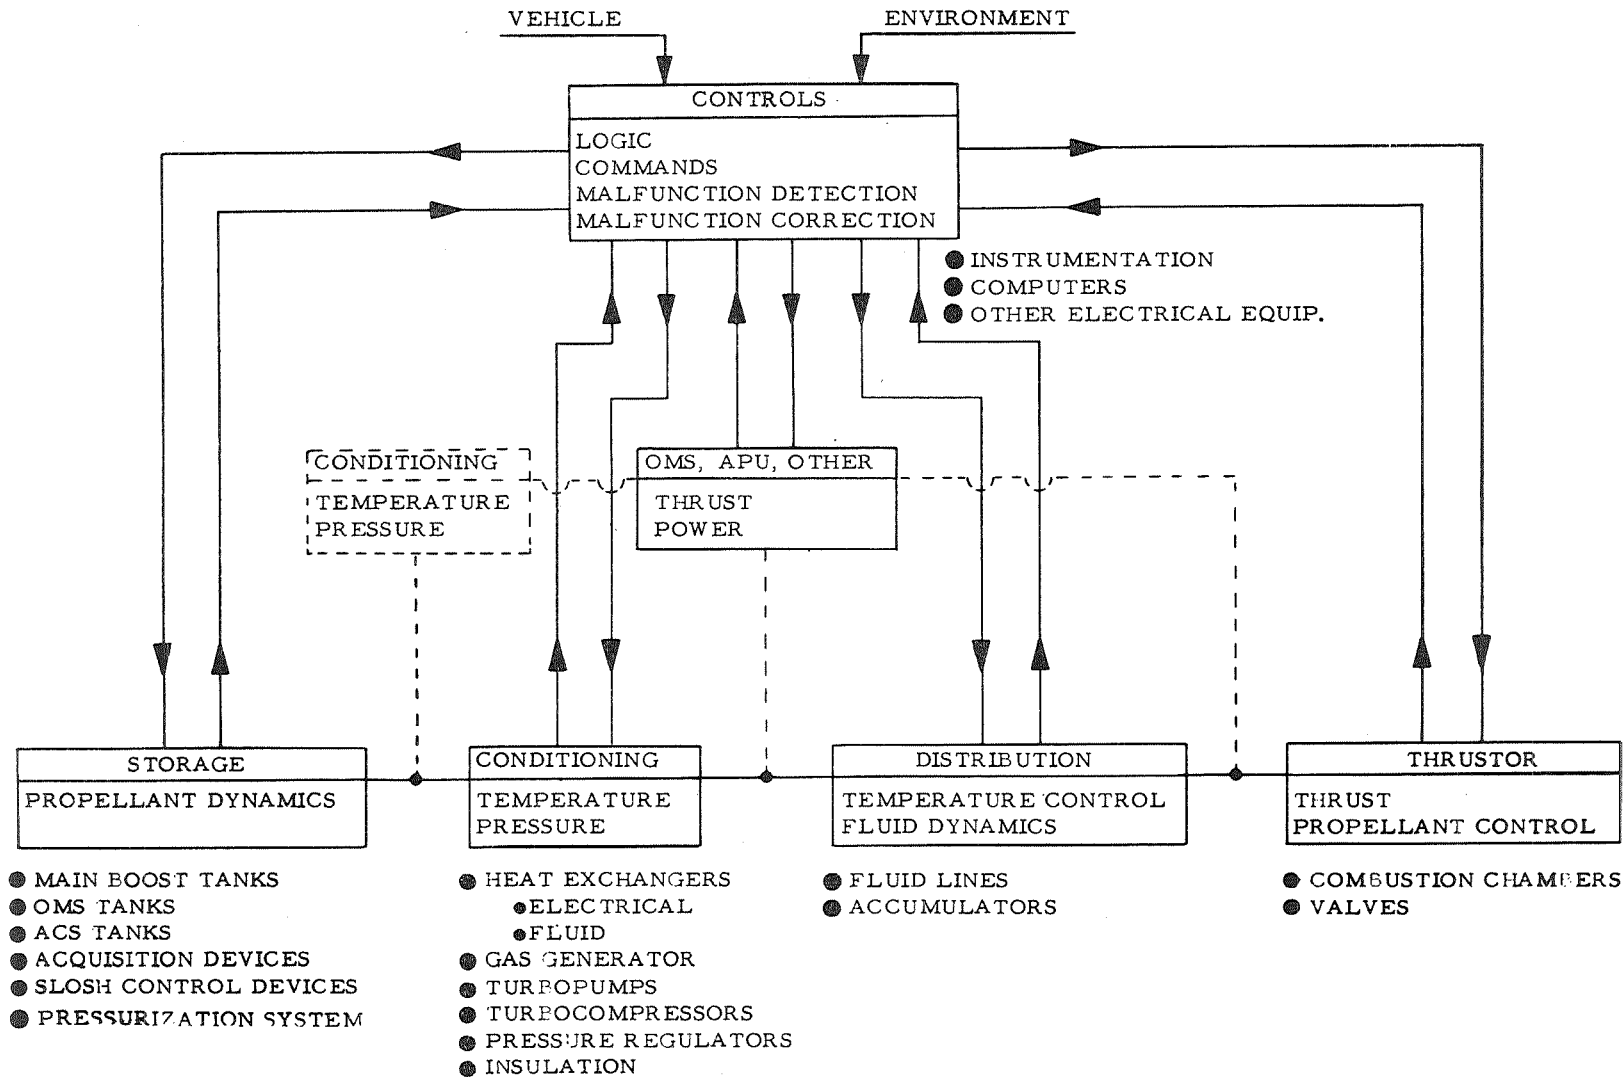 VEHICLE
ENVIRONMENT
CONTROLS
LOGIC
COMMANDS
MALFUNCTION DETECTION
MALFUNCTION CORRECTION
● INSTRUMENTATION
● COMPUTERS
● OTHER ELECTRICAL EQUIP.
CONDITIONING
TEMPERATURE
PRESSURE
OMS, APU, OTHER
THRUST
POWER
STORAGE
PROPELLANT DYNAMICS
● MAIN BOOST TANKS
● OMS TANKS
● ACS TANKS
● ACQUISITION DEVICES
● SLOSH CONTROL DEVICES
● PRESSURIZATION SYSTEM
CONDITIONING
TEMPERATURE
PRESSURE
● HEAT EXCHANGERS
● ELECTRICAL
● FLUID
● GAS GENERATOR
● TURBOPUMPS
● TURBOCOMPRESSORS
● PRESSURE REGULATORS
● INSULATION
DISTRIBUTION
TEMPERATURE CONTROL
FLUID DYNAMICS
● FLUID LINES
● ACCUMULATORS
THRUSTOR
THRUST
PROPELLANT CONTROL
● COMBUSTION CHAMBERS
● VALVES